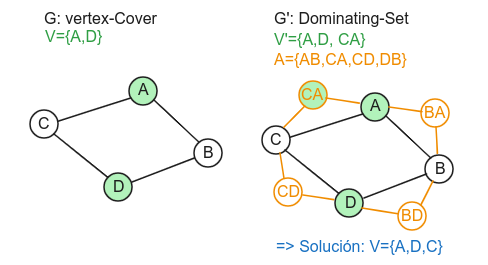 G: vertex-Cover
V={A,D}
A
C
B
D
G': Dominating-Set
V'={A,D, CA}
A={AB,CA,CD,DB}
CA
A
BA
C
B
CD
D
BD
=> Solución: V={A,D,C}